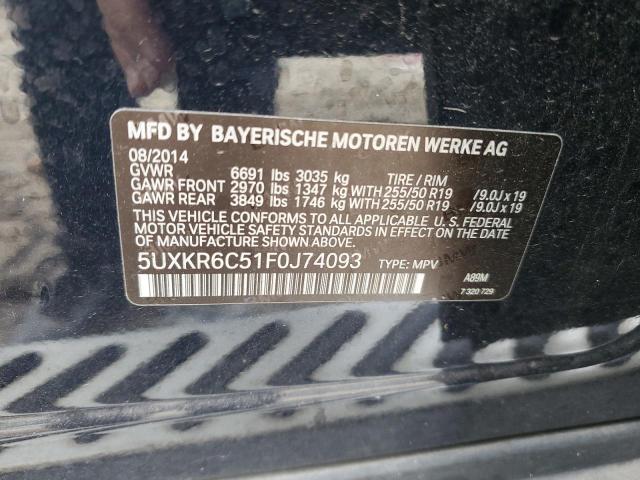 MFD BY BAYERISCHE MOTOREN WERKE AG
08/2014
GVWR 6691 lbs 3035 kg TIRE / RIM
GAWR FRONT 2970 lbs 1347 kg WITH 255/50 R19 /9.0J x 19
GAWR REAR 3849 lbs 1746 kg WITH 255/50 R19 /9.0J x 19
THIS VEHICLE CONFORMS TO ALL APPLICABLE U.S. FEDERAL
MOTOR VEHICLE SAFETY STANDARDS IN EFFECT ON THE DATE OF
MANUFACTURE SHOWN ABOVE.
5UXKR6C51F0J74093 TYPE: MPV
A89M
7 320 729